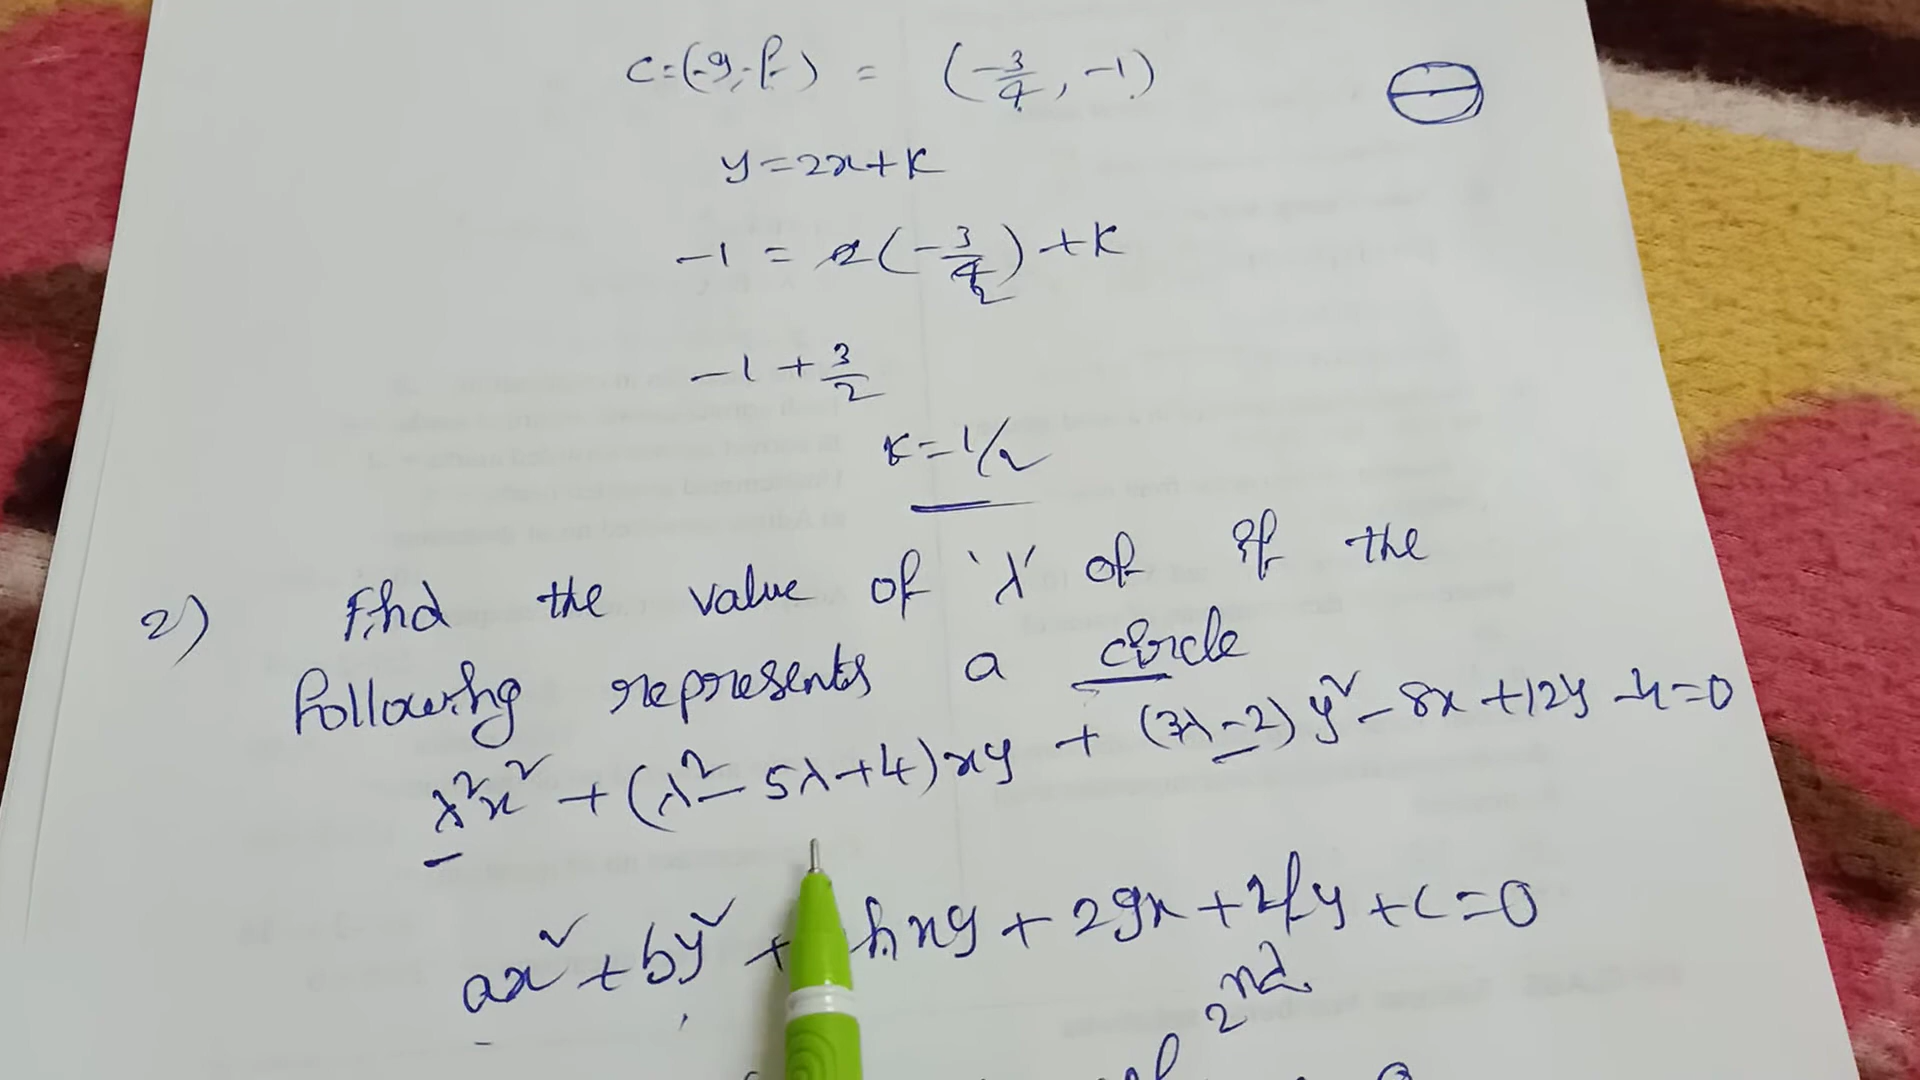 C=(-g,-f) = (-3/4, -1)
y=2x+K
-1 = 2(-3/4)+K
2
-1+3/2
K=1/2
2) Find the value of 'λ' of if the
following represents a circle
λ²x² + (λ²-5λ+4)xy + (3λ-2)y²-8x+12y-4=0
ax²+by²+ hxy+2gx+2fy+c=0
2nd